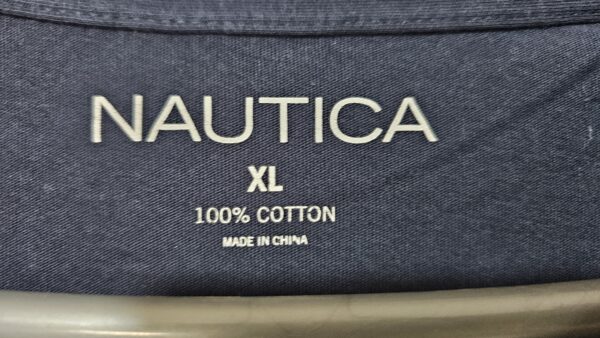 NAUTICA
XL
100% COTTON
MADE IN CHINA